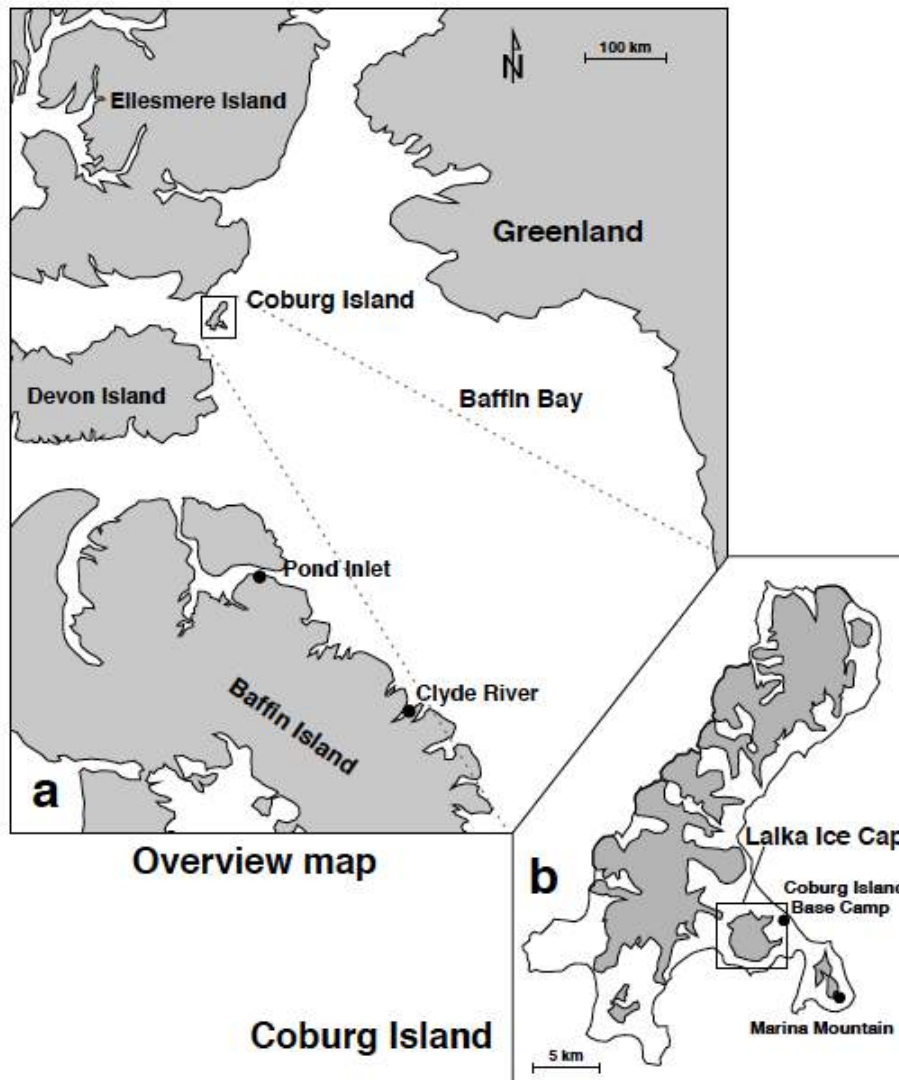 Ellesmere Island
N
100 km
Greenland
Coburg Island
Devon Island
Baffin Bay
Pond Inlet
Clyde River
Baffin Island
a
Overview map
Lalka Ice Cap
b
Coburg Island
Base Camp
Marina Mountain
5 km
Coburg Island